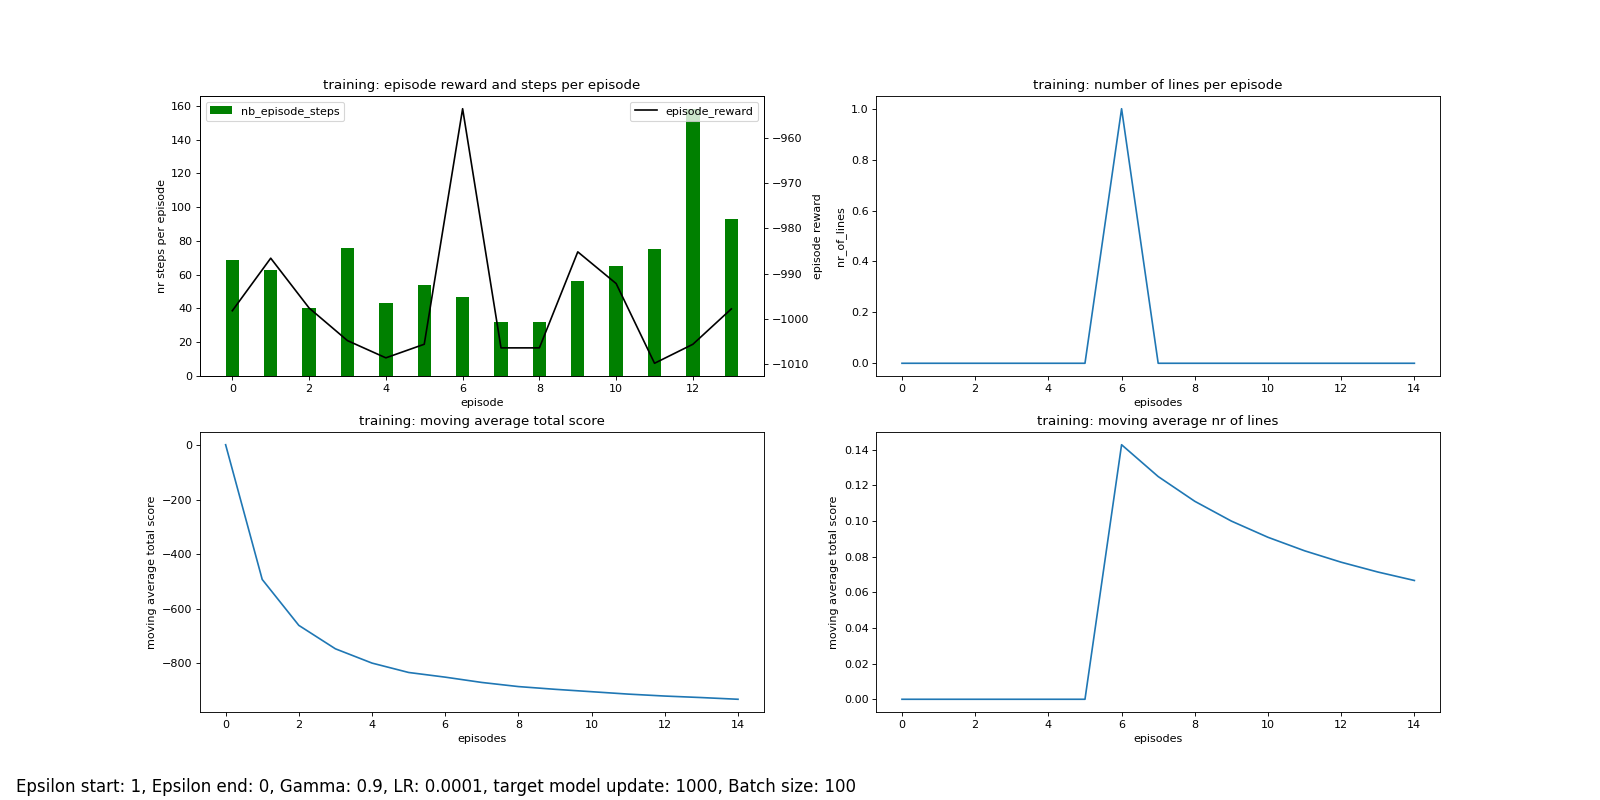 training: episode reward and steps per episode
nb_episode_steps
episode_reward
160
140
120
100
80
60
40
20
0
nr steps per episode
−960
−970
−980
−990
−1000
−1010
episode reward
0 2 4 6 8 10 12
episode
training: number of lines per episode
1.0
0.8
0.6
0.4
0.2
0.0
nr_of_lines
0 2 4 6 8 10 12 14
episodes
training: moving average total score
0
−200
−400
−600
−800
moving average total score
0 2 4 6 8 10 12 14
episodes
training: moving average nr of lines
0.14
0.12
0.10
0.08
0.06
0.04
0.02
0.00
moving average total score
0 2 4 6 8 10 12 14
episodes
Epsilon start: 1, Epsilon end: 0, Gamma: 0.9, LR: 0.0001, target model update: 1000, Batch size: 100